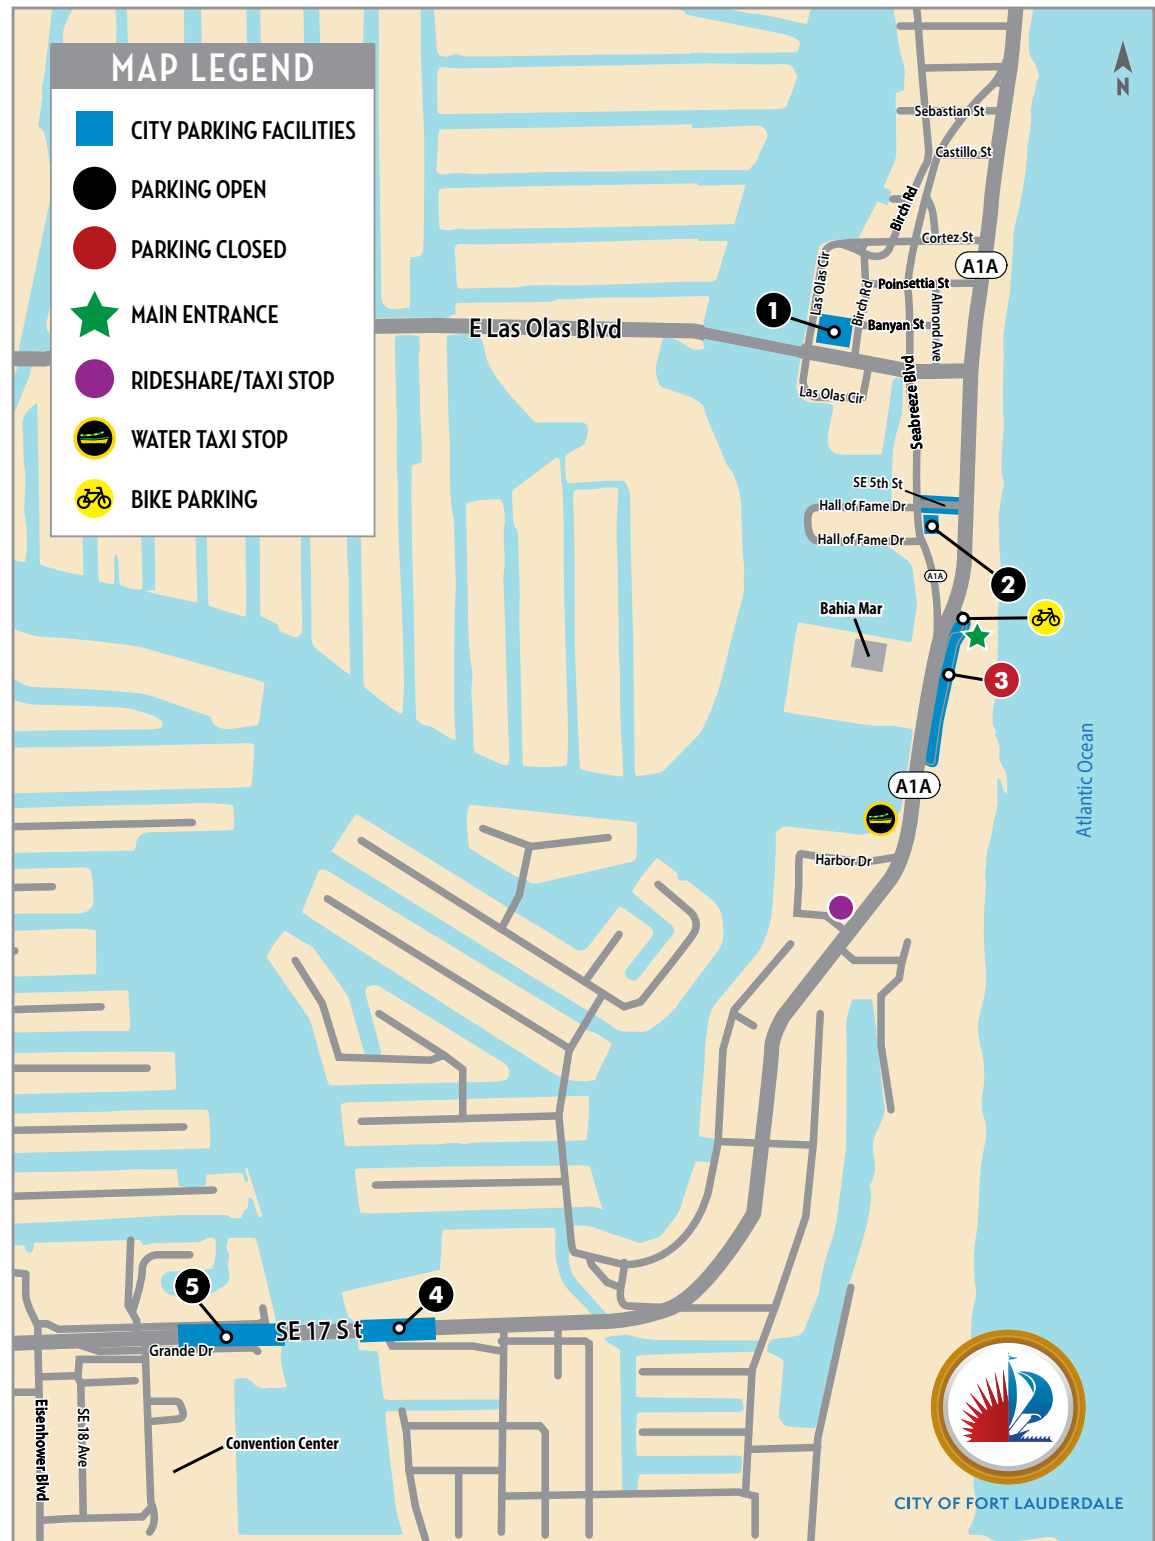 MAP LEGEND
CITY PARKING FACILITIES
PARKING OPEN
PARKING CLOSED
MAIN ENTRANCE
RIDESHARE/TAXI STOP
WATER TAXI STOP
BIKE PARKING
N
Sebastian St
Castillo St
Birch Rd
Cortez St
A1A
Las Olas Cir
Birch Rd
Poinsettia St
Almond Ave
1
Banyan St
E Las Olas Blvd
Las Olas Cir
Seabreeze Blvd
SE 5th St
Hall of Fame Dr
Hall of Fame Dr
A1A
2
Bahia Mar
3
Atlantic Ocean
A1A
Harbor Dr
5
4
SE 17 St
Grande Dr
Eisenhower Blvd
SE 18 Ave
Convention Center
CITY OF FORT LAUDERDALE